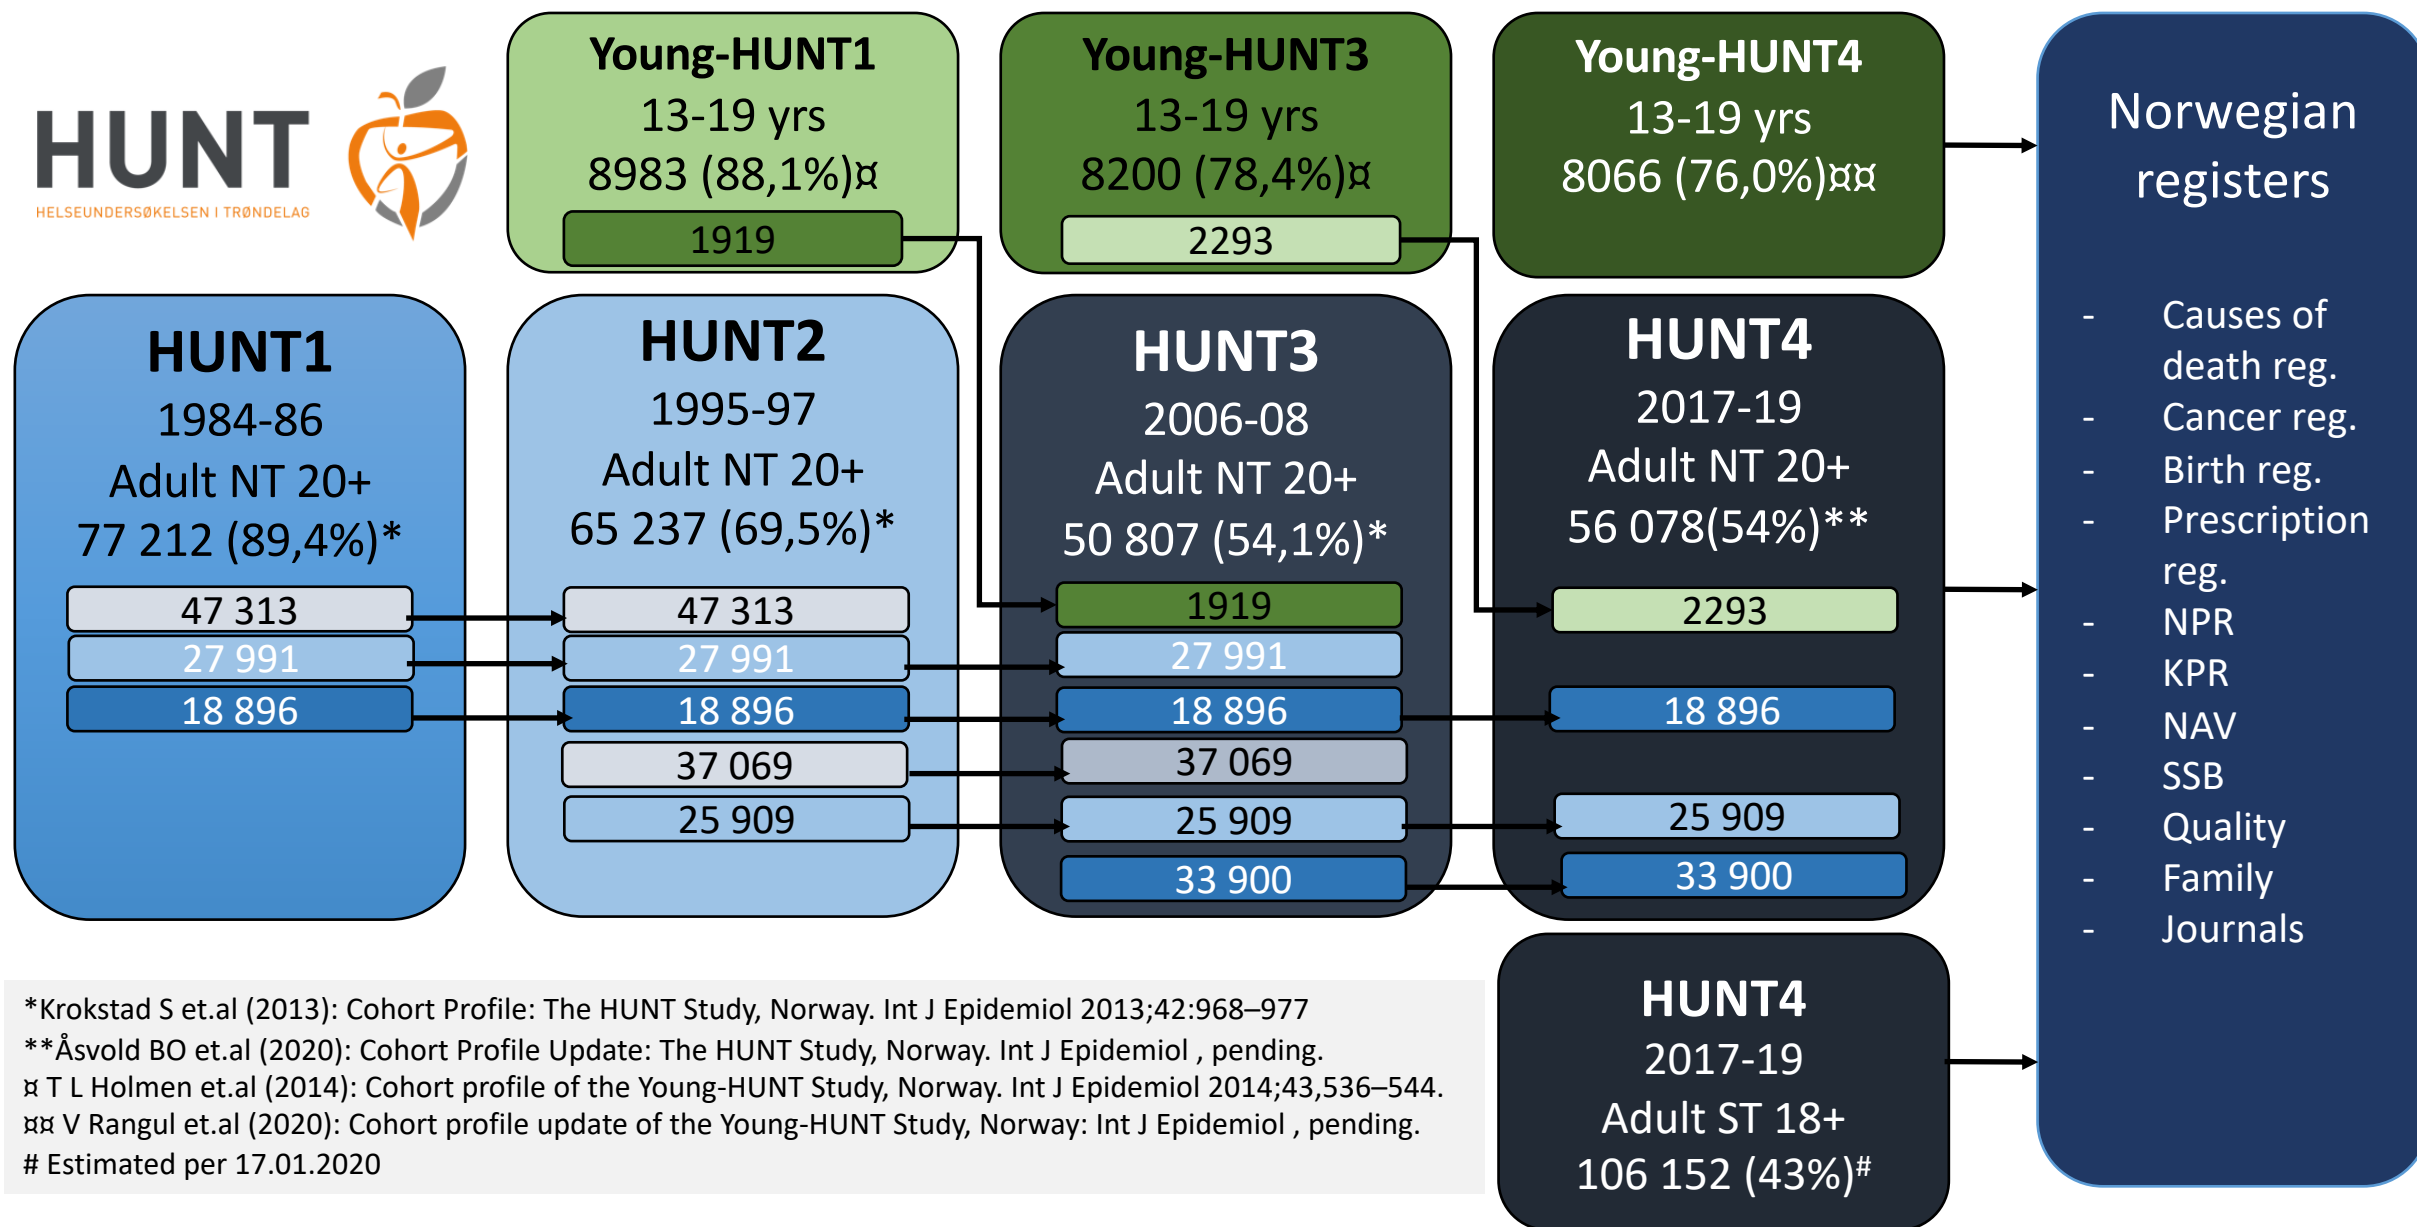 HUNT
HELSEUNDERSØKELSEN I TRØNDELAG
Young-HUNT1
13-19 yrs
8983 (88,1%)¤
1919
Young-HUNT3
13-19 yrs
8200 (78,4%)¤
2293
Young-HUNT4
13-19 yrs
8066 (76,0%)¤¤
HUNT1
1984-86
Adult NT 20+
77 212 (89,4%)*
47 313
27 991
18 896
HUNT2
1995-97
Adult NT 20+
65 237 (69,5%)*
47 313
27 991
18 896
37 069
25 909
HUNT3
2006-08
Adult NT 20+
50 807 (54,1%)*
1919
27 991
18 896
37 069
25 909
33 900
HUNT4
2017-19
Adult NT 20+
56 078(54%)**
2293
18 896
25 909
33 900
HUNT4
2017-19
Adult ST 18+
106 152 (43%)#
Norwegian
registers
- Causes of
death reg.
- Cancer reg.
- Birth reg.
- Prescription
reg.
- NPR
- KPR
- NAV
- SSB
- Quality
- Family
- Journals
*Krokstad S et.al (2013): Cohort Profile: The HUNT Study, Norway. Int J Epidemiol 2013;42:968–977
**Åsvold BO et.al (2020): Cohort Profile Update: The HUNT Study, Norway. Int J Epidemiol , pending.
¤ T L Holmen et.al (2014): Cohort profile of the Young-HUNT Study, Norway. Int J Epidemiol 2014;43,536–544.
¤¤ V Rangul et.al (2020): Cohort profile update of the Young-HUNT Study, Norway: Int J Epidemiol , pending.
# Estimated per 17.01.2020